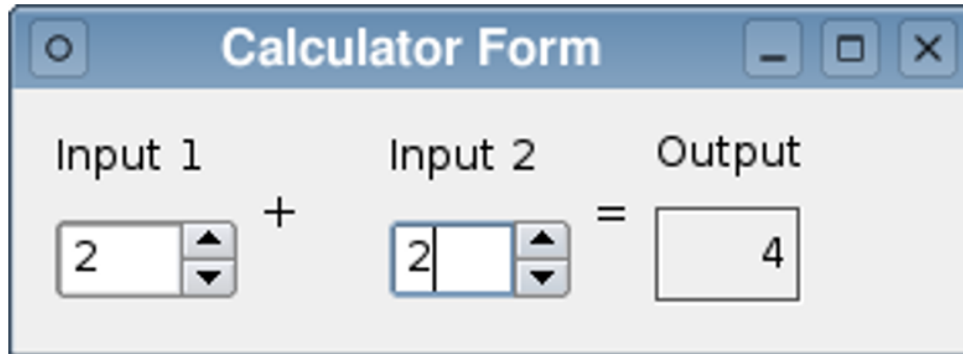 Calculator Form
Input 1
Input 2
Output
2 + 2 = 4